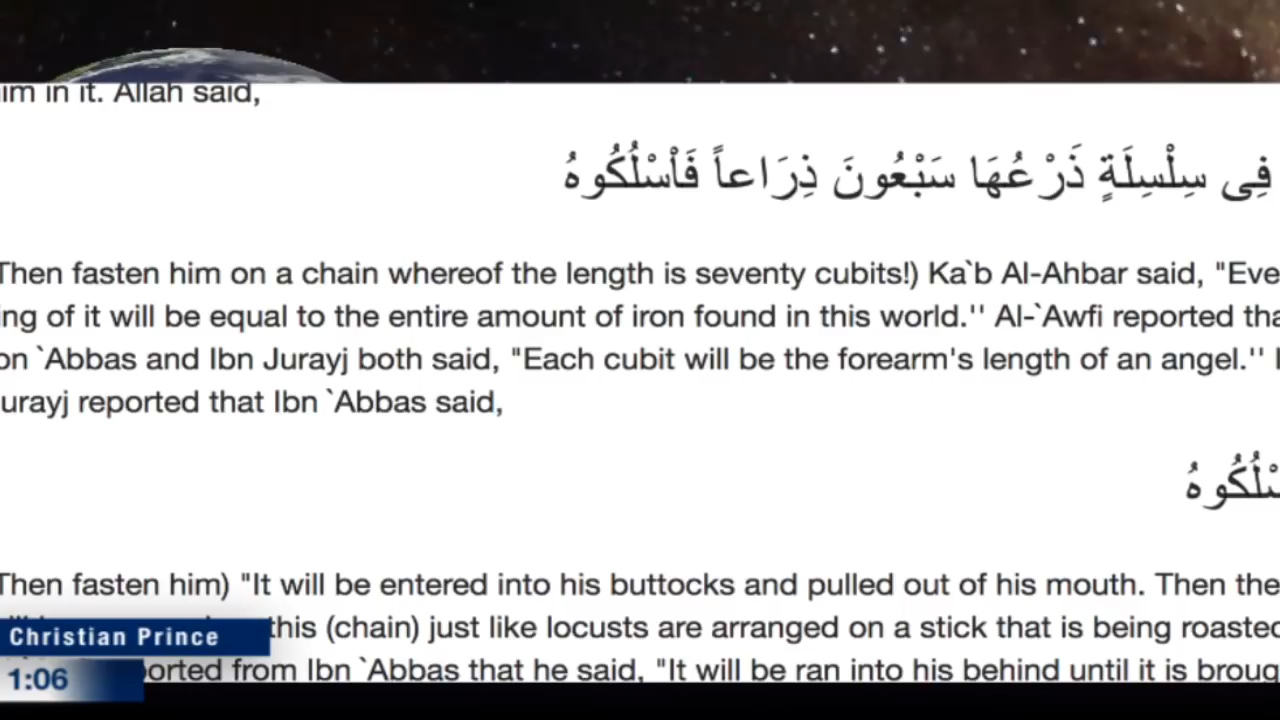 im in it. Allah said,
فِى سِلْسِلَةٍ ذَرْعُهَا سَبْعُونَ ذِرَاعاً فَاْسْلُكُوهُ
Then fasten him on a chain whereof the length is seventy cubits!) Ka`b Al-Ahbar said, "Eve
ing of it will be equal to the entire amount of iron found in this world.'' Al-`Awfi reported tha
bn `Abbas and Ibn Jurayj both said, "Each cubit will be the forearm's length of an angel.'' I
urayj reported that Ibn `Abbas said,
سْلُكُوهُ
Then fasten him) "It will be entered into his buttocks and pulled out of his mouth. Then the
this (chain) just like locusts are arranged on a stick that is being roasted
orted from Ibn `Abbas that he said, "It will be ran into his behind until it is broug
Christian Prince
1:06